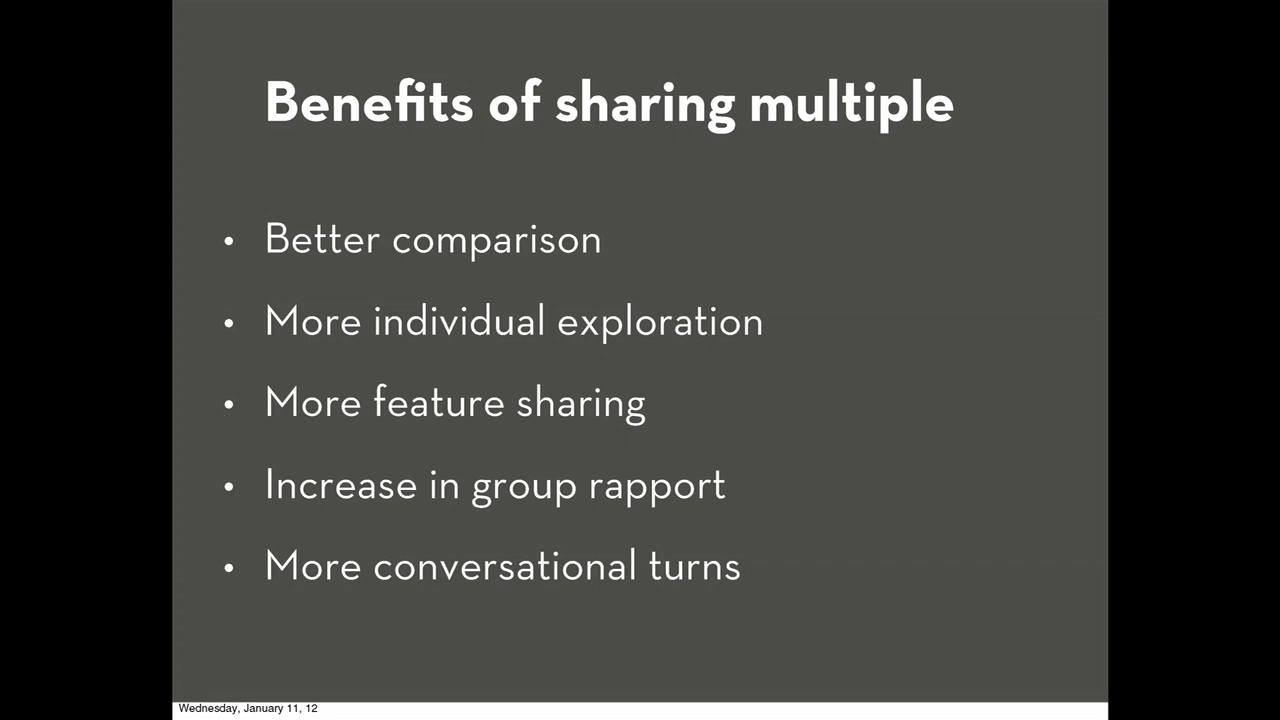 Benefits of sharing multiple
• Better comparison
• More individual exploration
• More feature sharing
• Increase in group rapport
• More conversational turns
Wednesday, January 11, 12